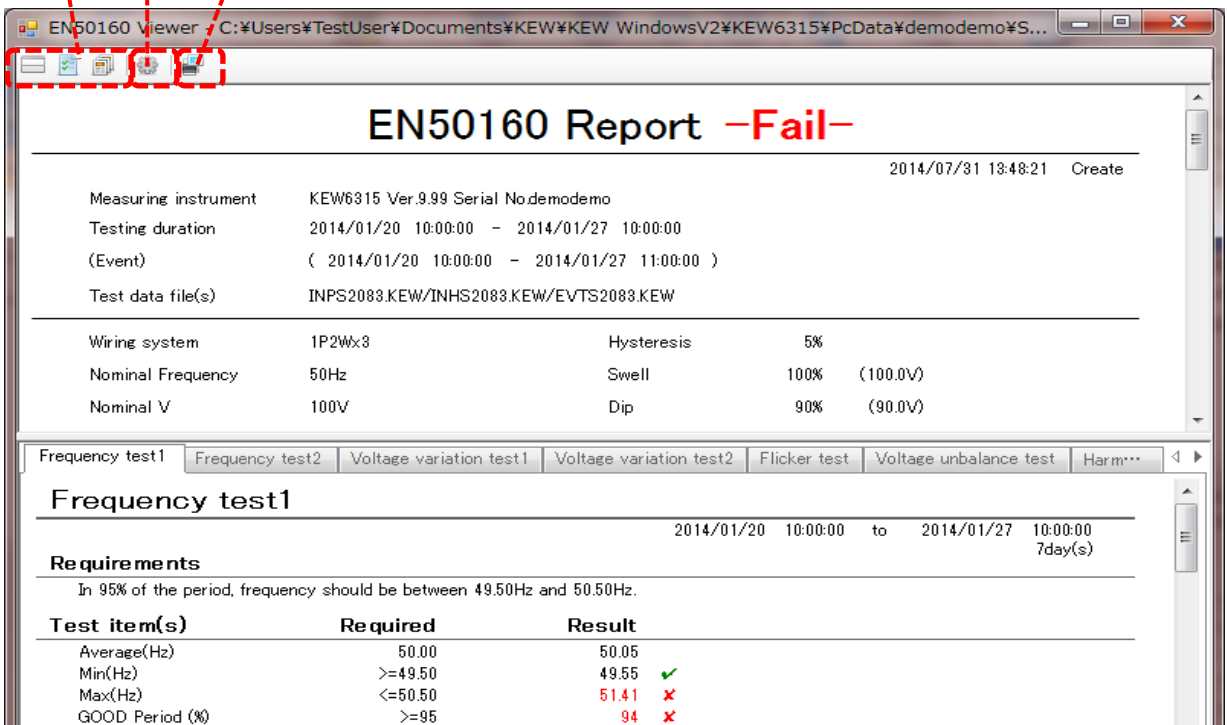 EN50160 Viewer - C:¥Users¥TestUser¥Documents¥KEW¥KEW WindowsV2¥KEW6315¥PcData¥demodemo¥S...
EN50160 Report -Fail-
2014/07/31 13:48:21 Create
Measuring instrument KEW6315 Ver.9.99 Serial No.demodemo
Testing duration 2014/01/20 10:00:00 - 2014/01/27 10:00:00
(Event) ( 2014/01/20 10:00:00 - 2014/01/27 11:00:00 )
Test data file(s) INPS2083.KEW/INHS2083.KEW/EVTS2083.KEW
Wiring system 1P2W×3 Hysteresis 5%
Nominal Frequency 50Hz Swell 100% (100.0V)
Nominal V 100V Dip 90% (90.0V)
Frequency test1 Frequency test2 Voltage variation test1 Voltage variation test2 Flicker test Voltage unbalance test Harm...
Frequency test1
2014/01/20 10:00:00 to 2014/01/27 10:00:00
7day(s)
Requirements
In 95% of the period, frequency should be between 49.50Hz and 50.50Hz.
Test item(s) Required Result
Average(Hz) 50.00 50.05
Min(Hz) >=49.50 49.55 ✔
Max(Hz) <=50.50 51.41 ✘
GOOD Period (%) >=95 94 ✘